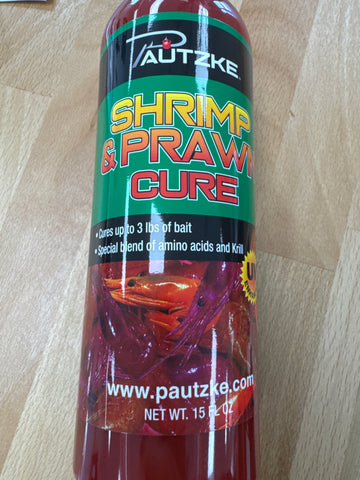 PAUTZKE
SHRIMP
& PRAWN
CURE
• Cures up to 3 lbs of bait
• Special blend of amino acids and Krill
www.pautzke.com
NET WT. 15 FL OZ